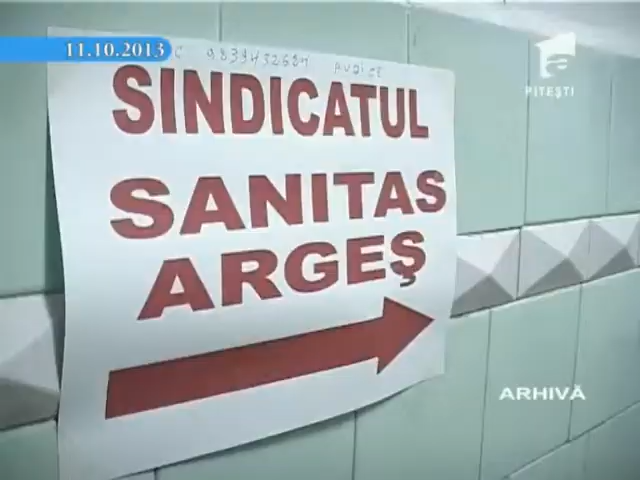 11.10.2013
PITEŞTI
SINDICATUL
SANITAS
ARGEŞ
ARHIVĂ